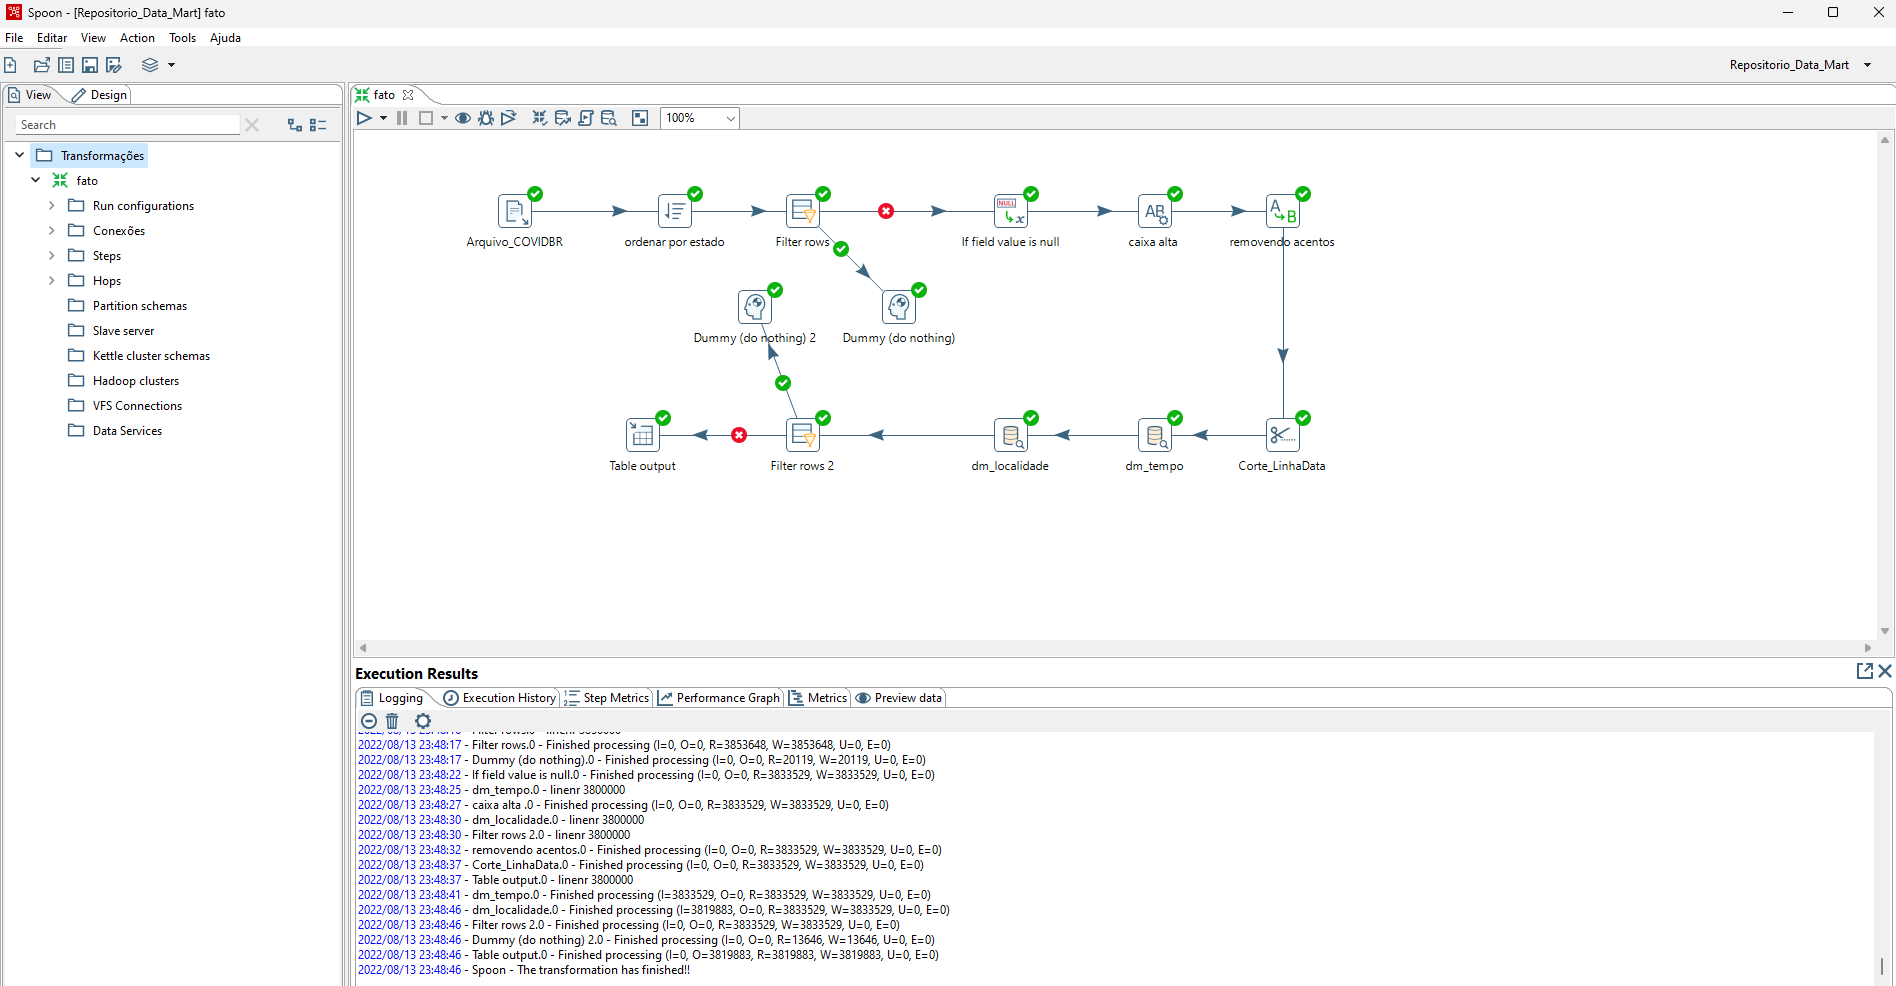 Spoon - [Repositorio_Data_Mart] fato
File Editar View Action Tools Ajuda
Repositorio_Data_Mart
View Design
Search
Transformações
fato
Run configurations
Conexões
Steps
Hops
Partition schemas
Slave server
Kettle cluster schemas
Hadoop clusters
VFS Connections
Data Services
fato
100%
Arquivo_COVIDBR
ordenar por estado
Filter rows
NULL
If field value is null
AB
caixa alta
A B
removendo acentos
Dummy (do nothing) 2
Dummy (do nothing)
Table output
Filter rows 2
dm_localidade
dm_tempo
Corte_LinhaData
Execution Results
Logging Execution History Step Metrics Performance Graph Metrics Preview data
2022/08/13 23:48:17 - Filter rows.0 - Finished processing (I=0, O=0, R=3853648, W=3853648, U=0, E=0)
2022/08/13 23:48:17 - Dummy (do nothing).0 - Finished processing (I=0, O=0, R=20119, W=20119, U=0, E=0)
2022/08/13 23:48:22 - If field value is null.0 - Finished processing (I=0, O=0, R=3833529, W=3833529, U=0, E=0)
2022/08/13 23:48:25 - dm_tempo.0 - linenr 3800000
2022/08/13 23:48:27 - caixa alta .0 - Finished processing (I=0, O=0, R=3833529, W=3833529, U=0, E=0)
2022/08/13 23:48:30 - dm_localidade.0 - linenr 3800000
2022/08/13 23:48:30 - Filter rows 2.0 - linenr 3800000
2022/08/13 23:48:32 - removendo acentos.0 - Finished processing (I=0, O=0, R=3833529, W=3833529, U=0, E=0)
2022/08/13 23:48:37 - Corte_LinhaData.0 - Finished processing (I=0, O=0, R=3833529, W=3833529, U=0, E=0)
2022/08/13 23:48:37 - Table output.0 - linenr 3800000
2022/08/13 23:48:41 - dm_tempo.0 - Finished processing (I=3833529, O=0, R=3833529, W=3833529, U=0, E=0)
2022/08/13 23:48:46 - dm_localidade.0 - Finished processing (I=3819883, O=0, R=3833529, W=3833529, U=0, E=0)
2022/08/13 23:48:46 - Filter rows 2.0 - Finished processing (I=0, O=0, R=3833529, W=3833529, U=0, E=0)
2022/08/13 23:48:46 - Dummy (do nothing) 2.0 - Finished processing (I=0, O=0, R=13646, W=13646, U=0, E=0)
2022/08/13 23:48:46 - Table output.0 - Finished processing (I=0, O=3819883, R=3819883, W=3819883, U=0, E=0)
2022/08/13 23:48:46 - Spoon - The transformation has finished!!